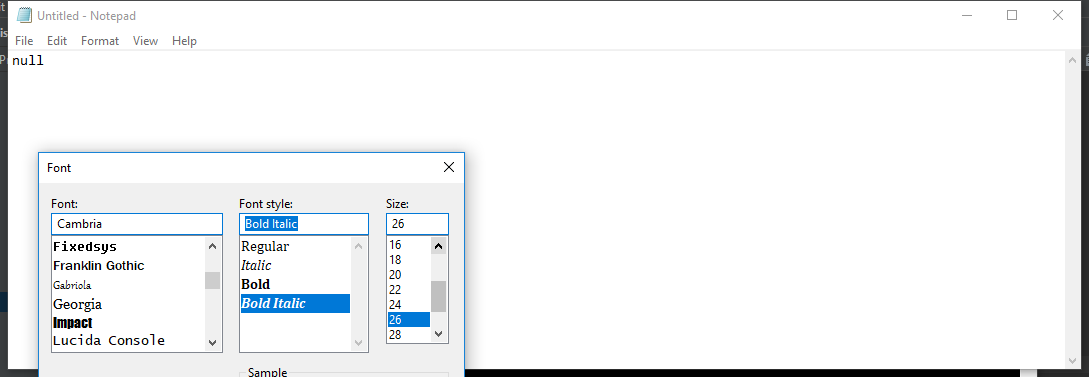 Untitled - Notepad
File Edit Format View Help
null
Font
Font: Font style: Size:
Cambria Bold Italic 26
Fixedsys Regular 16
Franklin Gothic Italic 18
Gabriola Bold 20
Georgia Bold Italic 22
Impact 24
Lucida Console 26
28
Sample